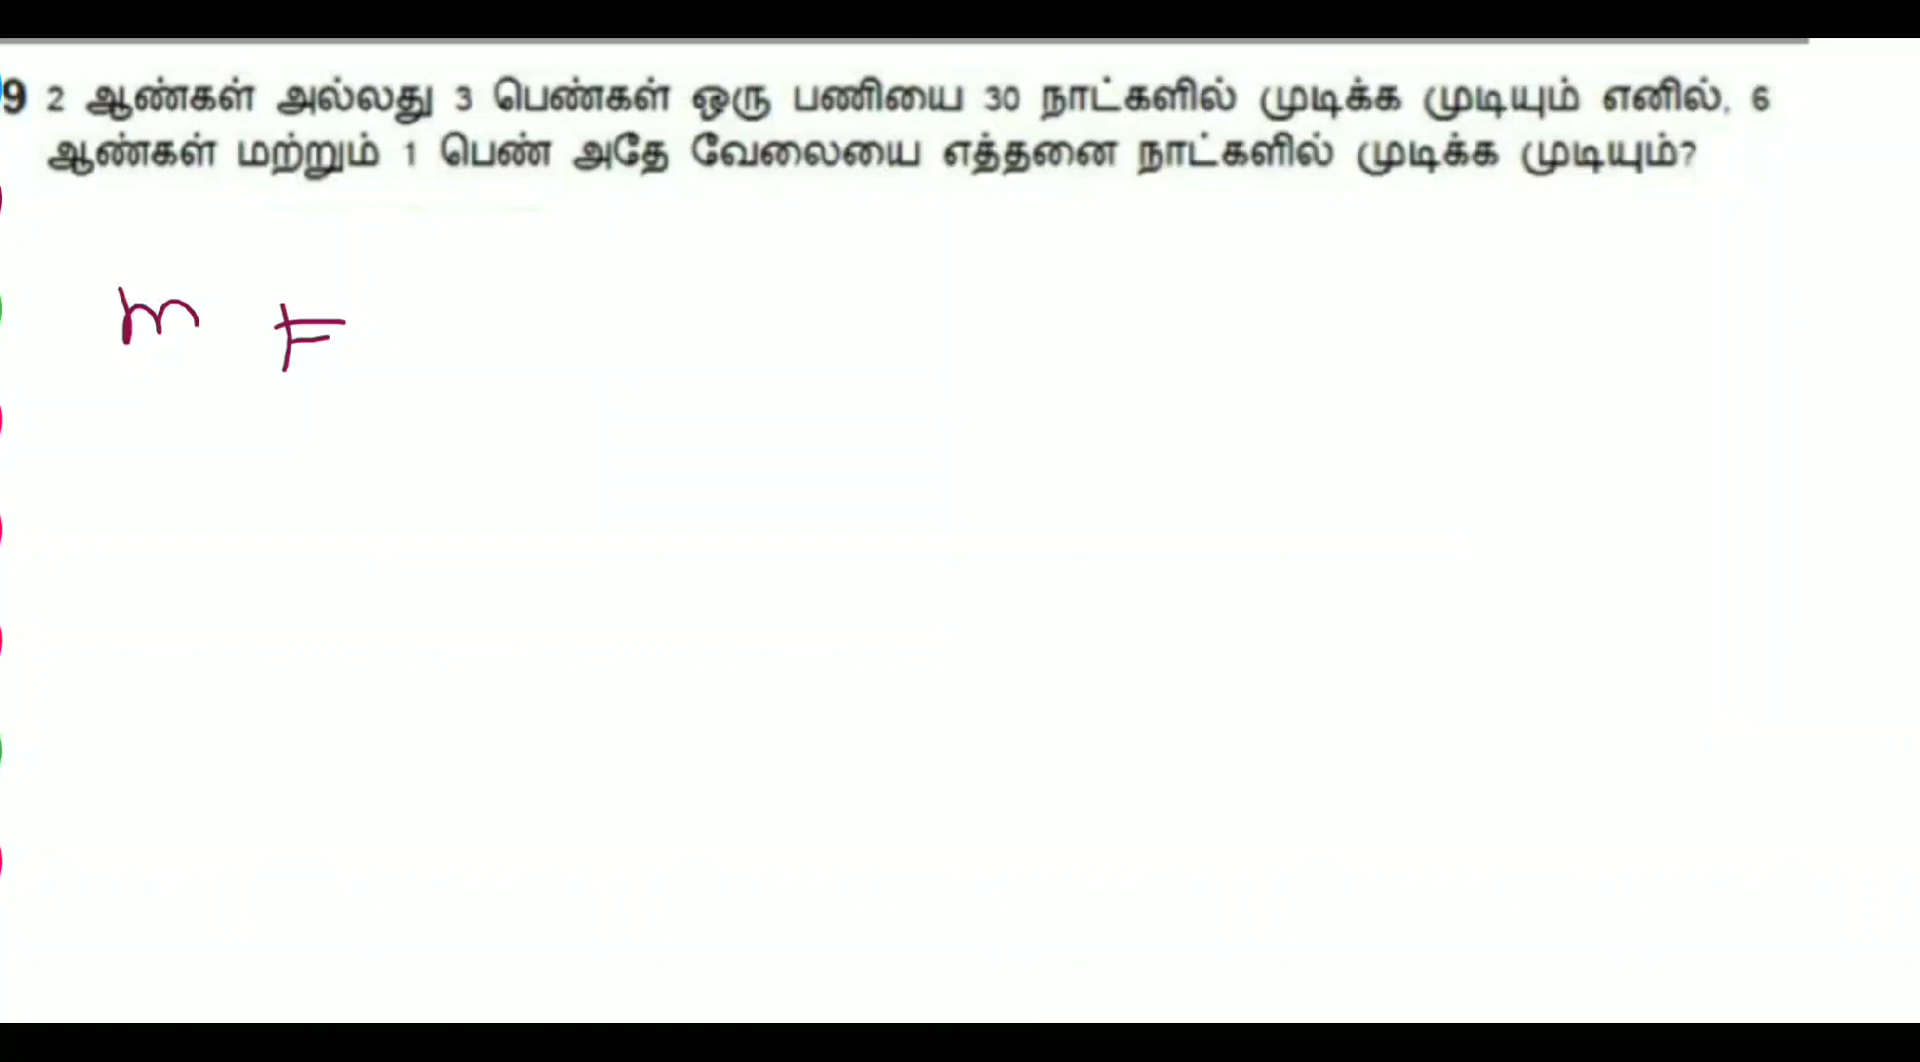 9 2 ஆண்கள் அல்லது 3 பெண்கள் ஒரு பணியை 30 நாட்களில் முடிக்க முடியும் எனில், 6
ஆண்கள் மற்றும் 1 பெண் அதே வேலையை எத்தனை நாட்களில் முடிக்க முடியும்?
m F